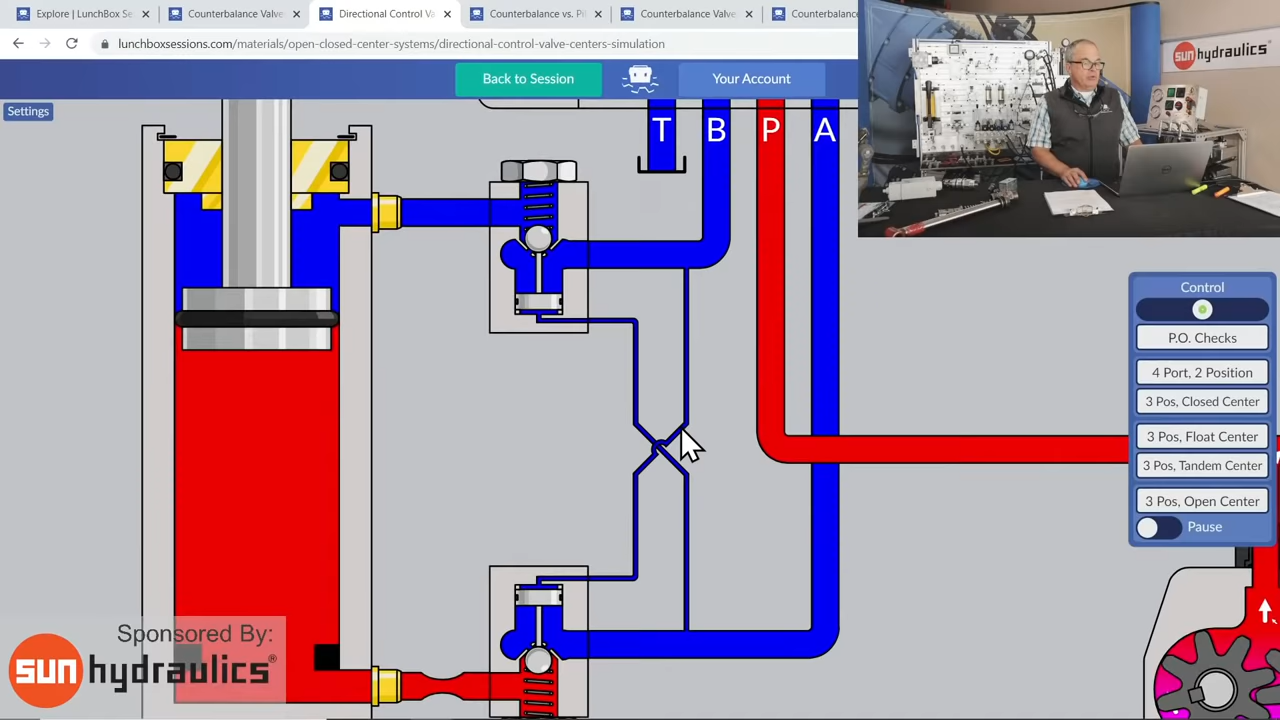 Explore | LunchBox Se
Counterbalance Valve
Directional Control Va
Counterbalance vs. Pi
Counterbalance Valve
Counterbala
lunchboxsessions.com/materials/open-closed-center-systems/directional-control-valve-centers-simulation
Back to Session
Your Account
Settings
sun hydraulics
T B P A
Control
P.O. Checks
4 Port, 2 Position
3 Pos, Closed Center
3 Pos, Float Center
3 Pos, Tandem Center
3 Pos, Open Center
Pause
Sponsored By:
sun hydraulics®